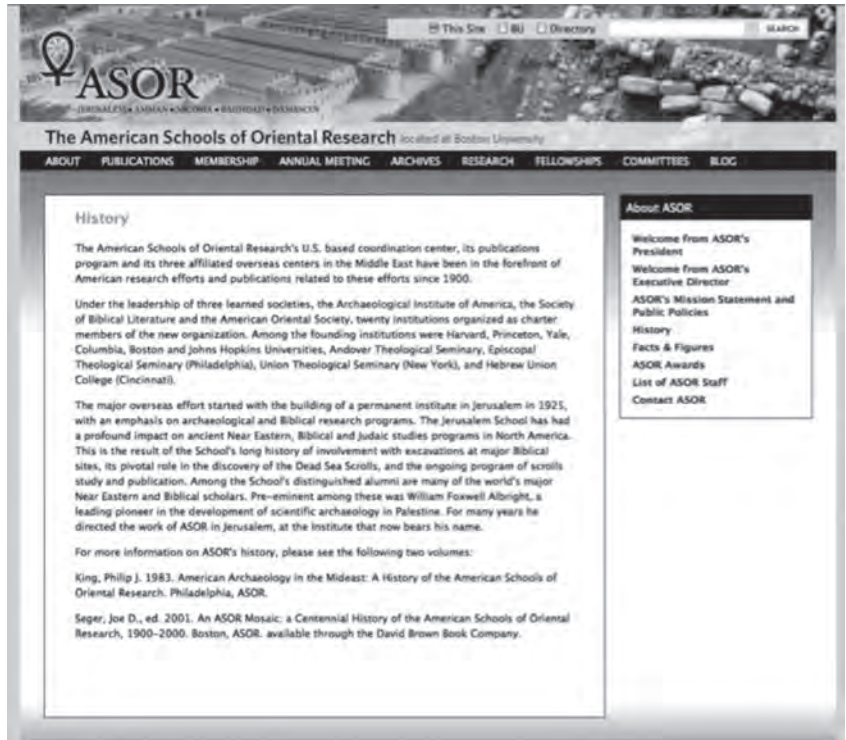 This Site BU Directory SEARCH
ASOR
JERUSALEM • AMMAN • NICOSIA • BAGHDAD • DAMASCUS
The American Schools of Oriental Research located at Boston University
ABOUT PUBLICATIONS MEMBERSHIP ANNUAL MEETING ARCHIVES RESEARCH FELLOWSHIPS COMMITTEES BLOG
History
The American Schools of Oriental Research's U.S. based coordination center, its publications
program and its three affiliated overseas centers in the Middle East have been in the forefront of
American research efforts and publications related to these efforts since 1900.
Under the leadership of three learned societies, the Archaeological Institute of America, the Society
of Biblical Literature and the American Oriental Society, twenty institutions organized as charter
members of the new organization. Among the founding institutions were Harvard, Princeton, Yale,
Columbia, Boston and Johns Hopkins Universities, Andover Theological Seminary, Episcopal
Theological Seminary (Philadelphia), Union Theological Seminary (New York), and Hebrew Union
College (Cincinnati).
The major overseas effort started with the building of a permanent institute in Jerusalem in 1925,
with an emphasis on archaeological and Biblical research programs. The Jerusalem School has had
a profound impact on ancient Near Eastern, Biblical and Judaic studies programs in North America.
This is the result of the School's long history of involvement with excavations at major Biblical
sites, its pivotal role in the discovery of the Dead Sea Scrolls, and the ongoing program of scrolls
study and publication. Among the School's distinguished alumni are many of the world's major
Near Eastern and Biblical scholars. Pre-eminent among these was William Foxwell Albright, a
leading pioneer in the development of scientific archaeology in Palestine. For many years he
directed the work of ASOR in Jerusalem, at the Institute that now bears his name.
For more information on ASOR's history, please see the following two volumes:
King, Philip J. 1983. American Archaeology in the Mideast: A History of the American Schools of
Oriental Research. Philadelphia, ASOR.
Seger, Joe D., ed. 2001. An ASOR Mosaic: a Centennial History of the American Schools of Oriental
Research, 1900-2000. Boston, ASOR. available through the David Brown Book Company.
About ASOR
Welcome from ASOR's
President
Welcome from ASOR's
Executive Director
ASOR's Mission Statement and
Public Policies
History
Facts & Figures
ASOR Awards
List of ASOR Staff
Contact ASOR